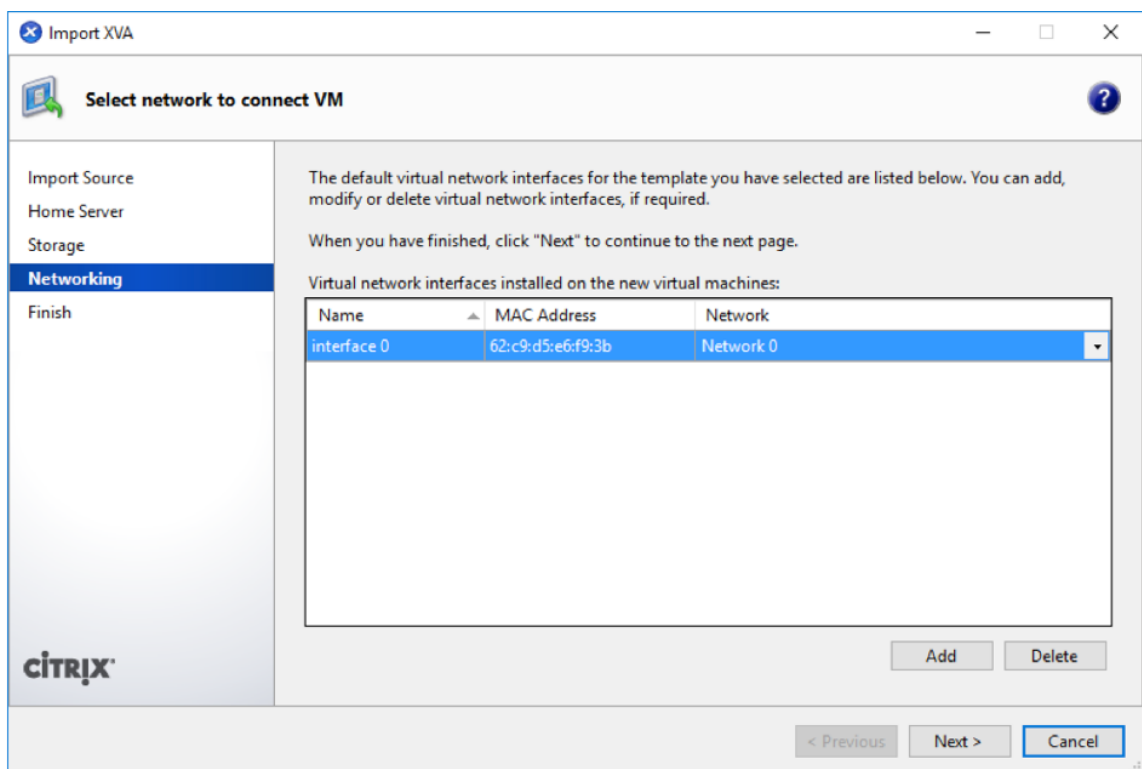 Import XVA
Select network to connect VM
?
Import Source
Home Server
Storage
Networking
Finish
The default virtual network interfaces for the template you have selected are listed below. You can add,
modify or delete virtual network interfaces, if required.
When you have finished, click "Next" to continue to the next page.
Virtual network interfaces installed on the new virtual machines:
Name MAC Address Network
interface 0 62:c9:d5:e6:f9:3b Network 0
Add Delete
CİTRIX
< Previous Next > Cancel